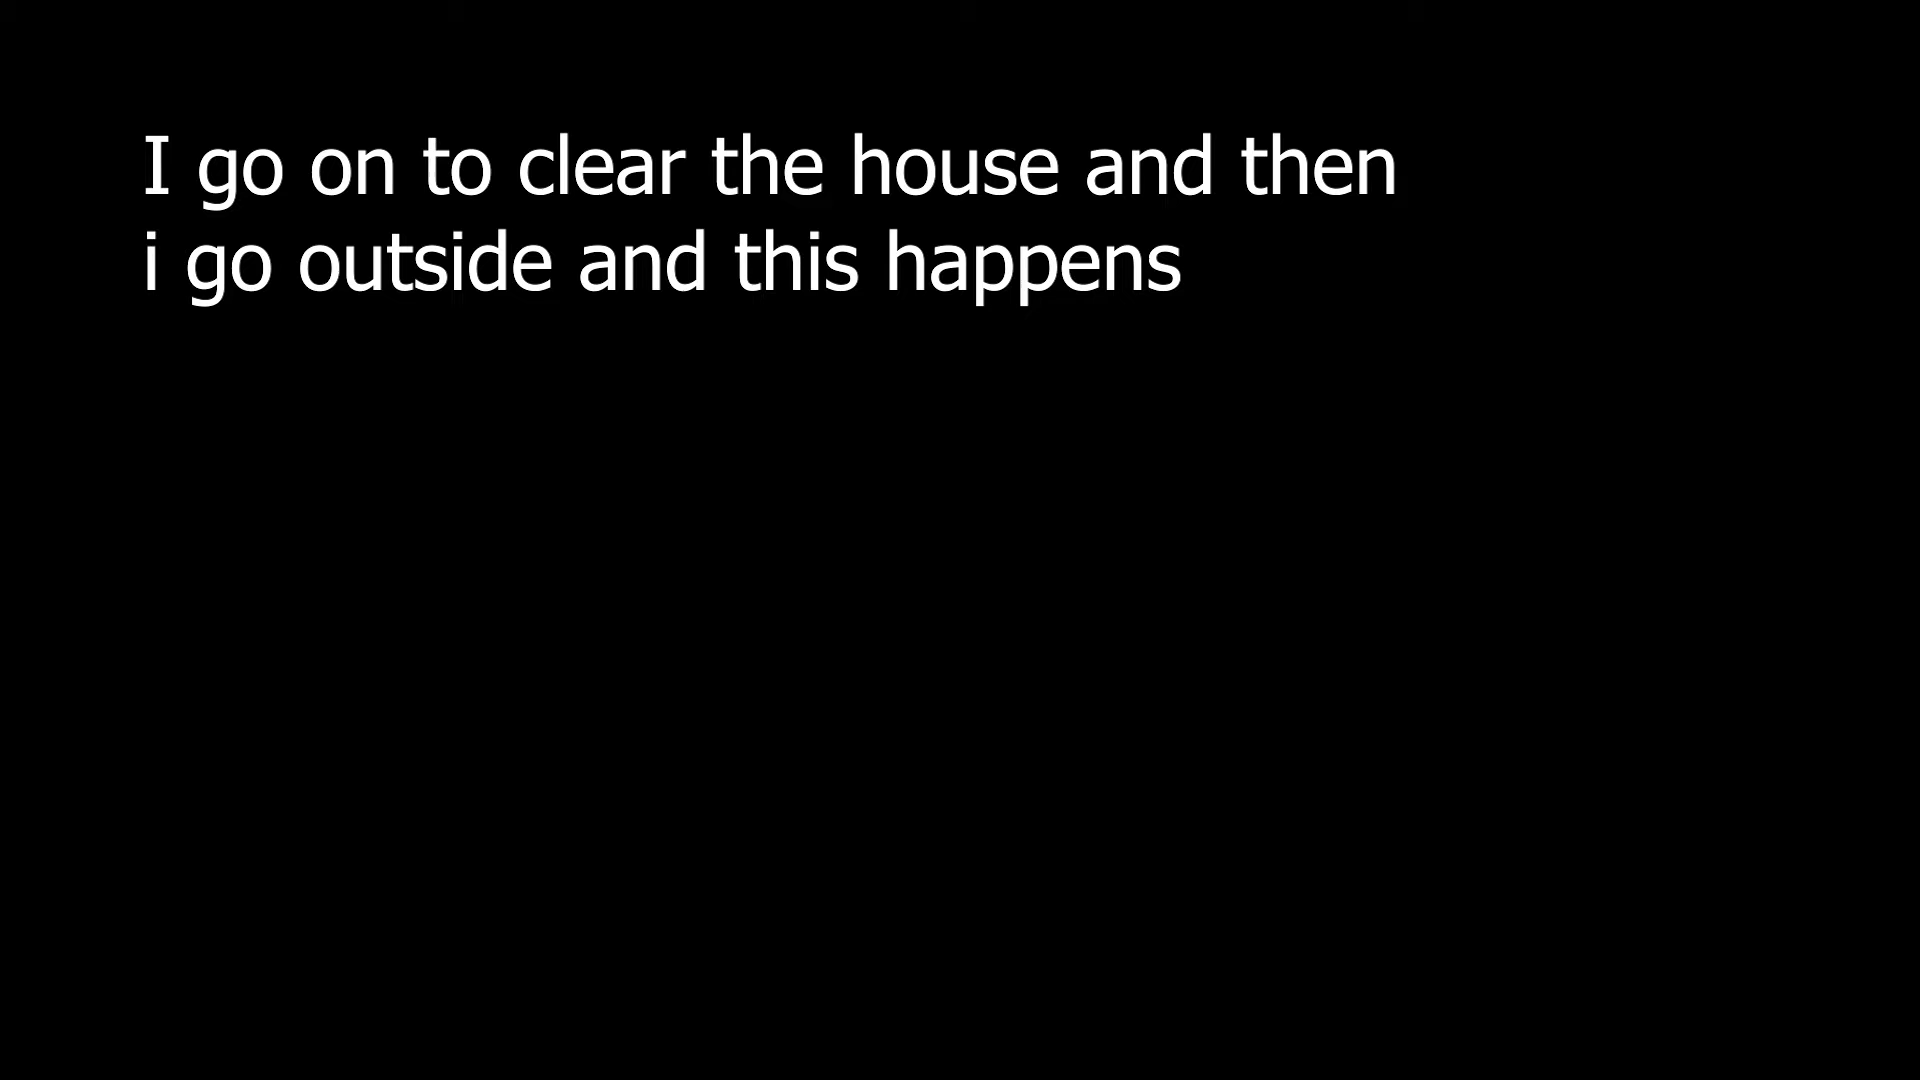 I go on to clear the house and then
i go outside and this happens